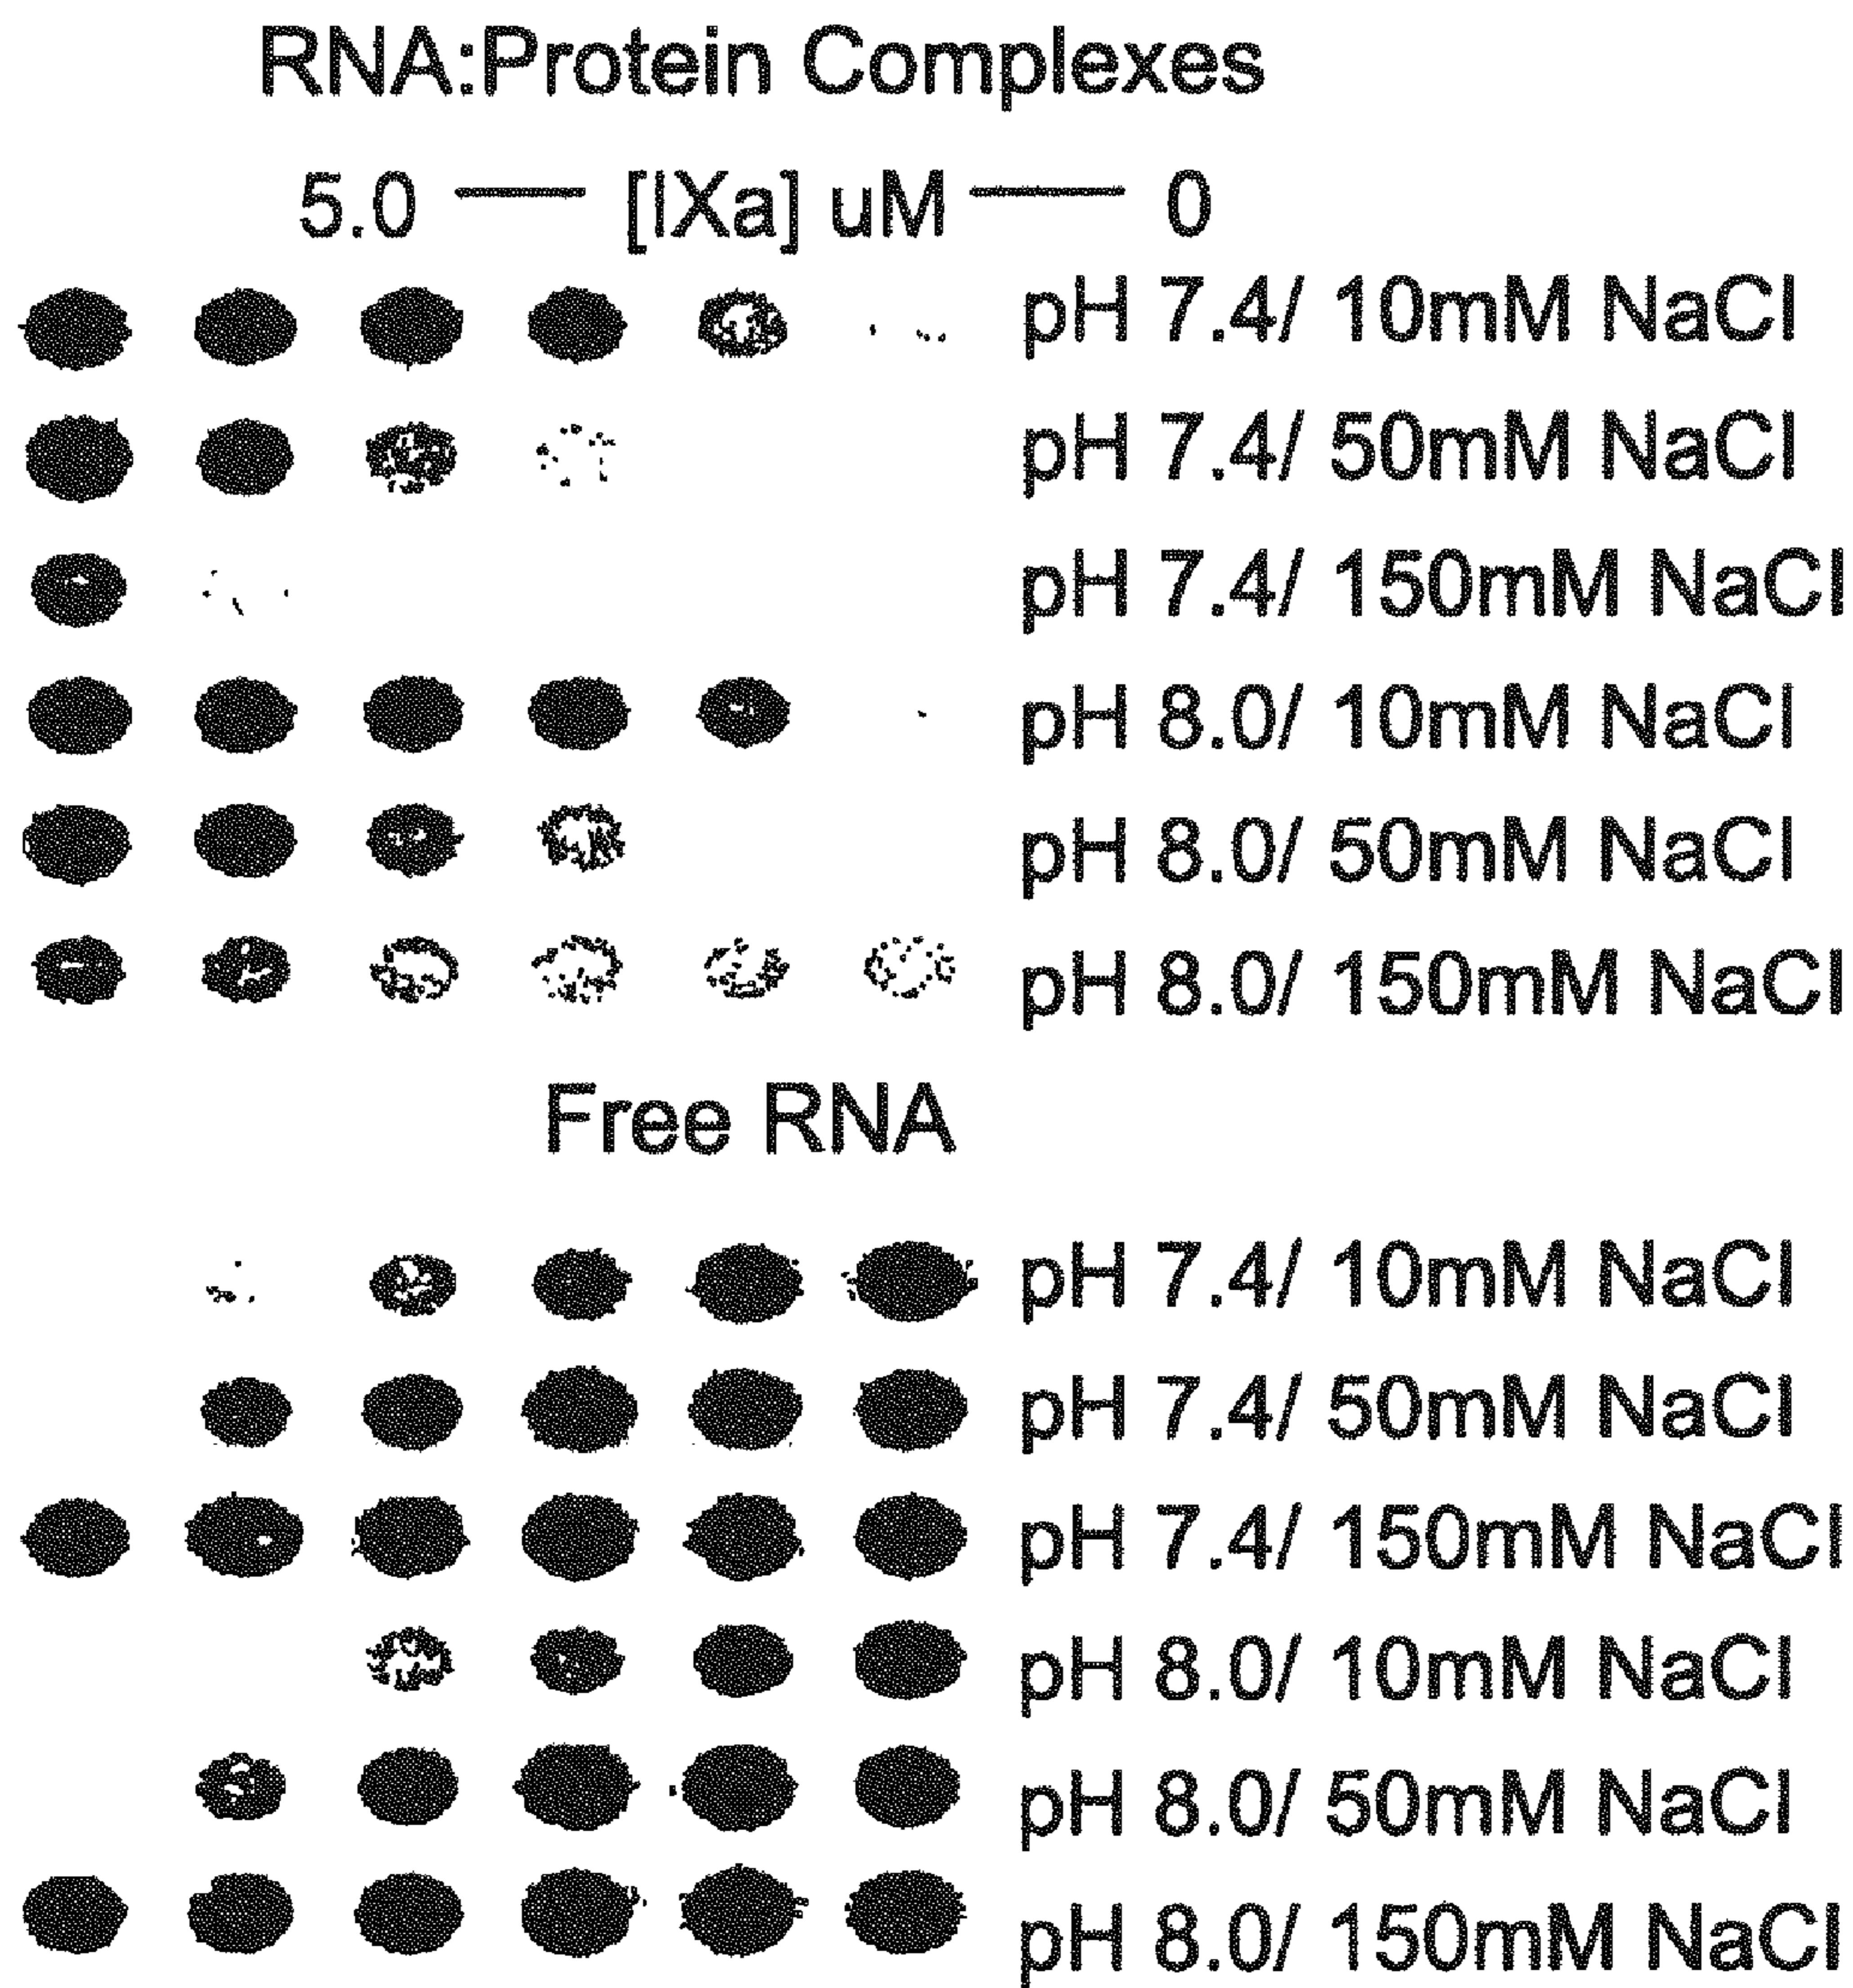 RNA:Protein Complexes
5.0 — [IXa] uM — 0
pH 7.4/ 10mM NaCl
pH 7.4/ 50mM NaCl
pH 7.4/ 150mM NaCl
pH 8.0/ 10mM NaCl
pH 8.0/ 50mM NaCl
pH 8.0/ 150mM NaCl
Free RNA
pH 7.4/ 10mM NaCl
pH 7.4/ 50mM NaCl
pH 7.4/ 150mM NaCl
pH 8.0/ 10mM NaCl
pH 8.0/ 50mM NaCl
pH 8.0/ 150mM NaCl